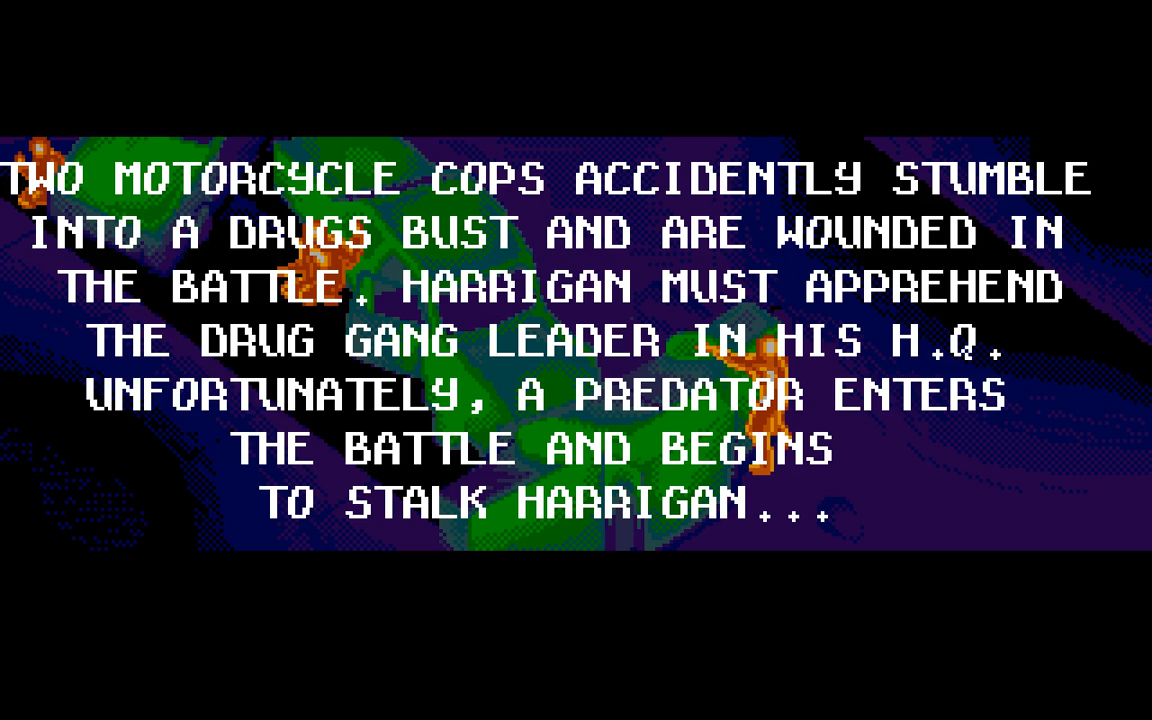 TWO MOTORCYCLE COPS ACCIDENTLY STUMBLE
INTO A DRUGS BUST AND ARE WOUNDED IN
THE BATTLE. HARRIGAN MUST APPREHEND
THE DRUG GANG LEADER IN HIS H.Q.
UNFORTUNATELY, A PREDATOR ENTERS
THE BATTLE AND BEGINS
TO STALK HARRIGAN...